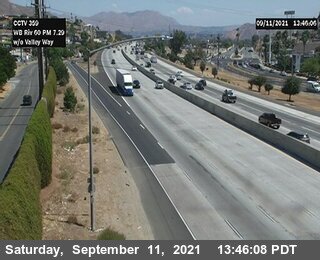 CCTV 359
WB Riv 60 PM 7.29
w/o Valley Way
09/11/2021 13:46:06
Saturday, September 11, 2021 13:46:08 PDT